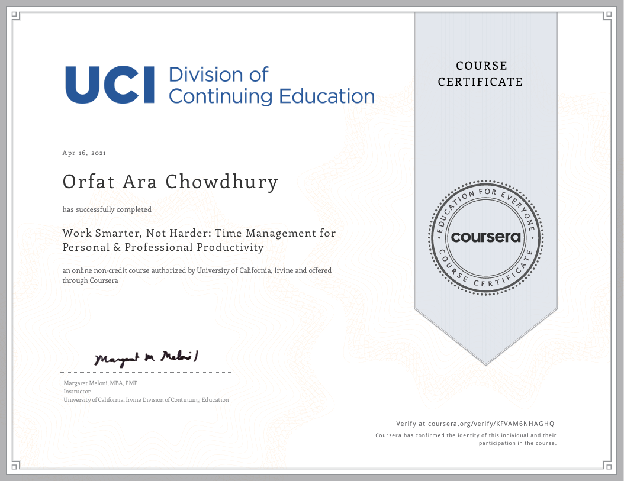 UCI Division of
Continuing Education
COURSE
CERTIFICATE
Apr 16, 2021
Orfat Ara Chowdhury
has successfully completed
Work Smarter, Not Harder: Time Management for
Personal & Professional Productivity
an online non-credit course authorized by University of California, Irvine and offered
through Coursera
EDUCATION FOR EVERYONE
coursera
COURSE CERTIFICATE
Margaret Meloni MBA, PMP
Instructor
University of California, Irvine Division of Continuing Education
Verify at coursera.org/verify/
Coursera has confirmed the identity of this individual and their
participation in the course.